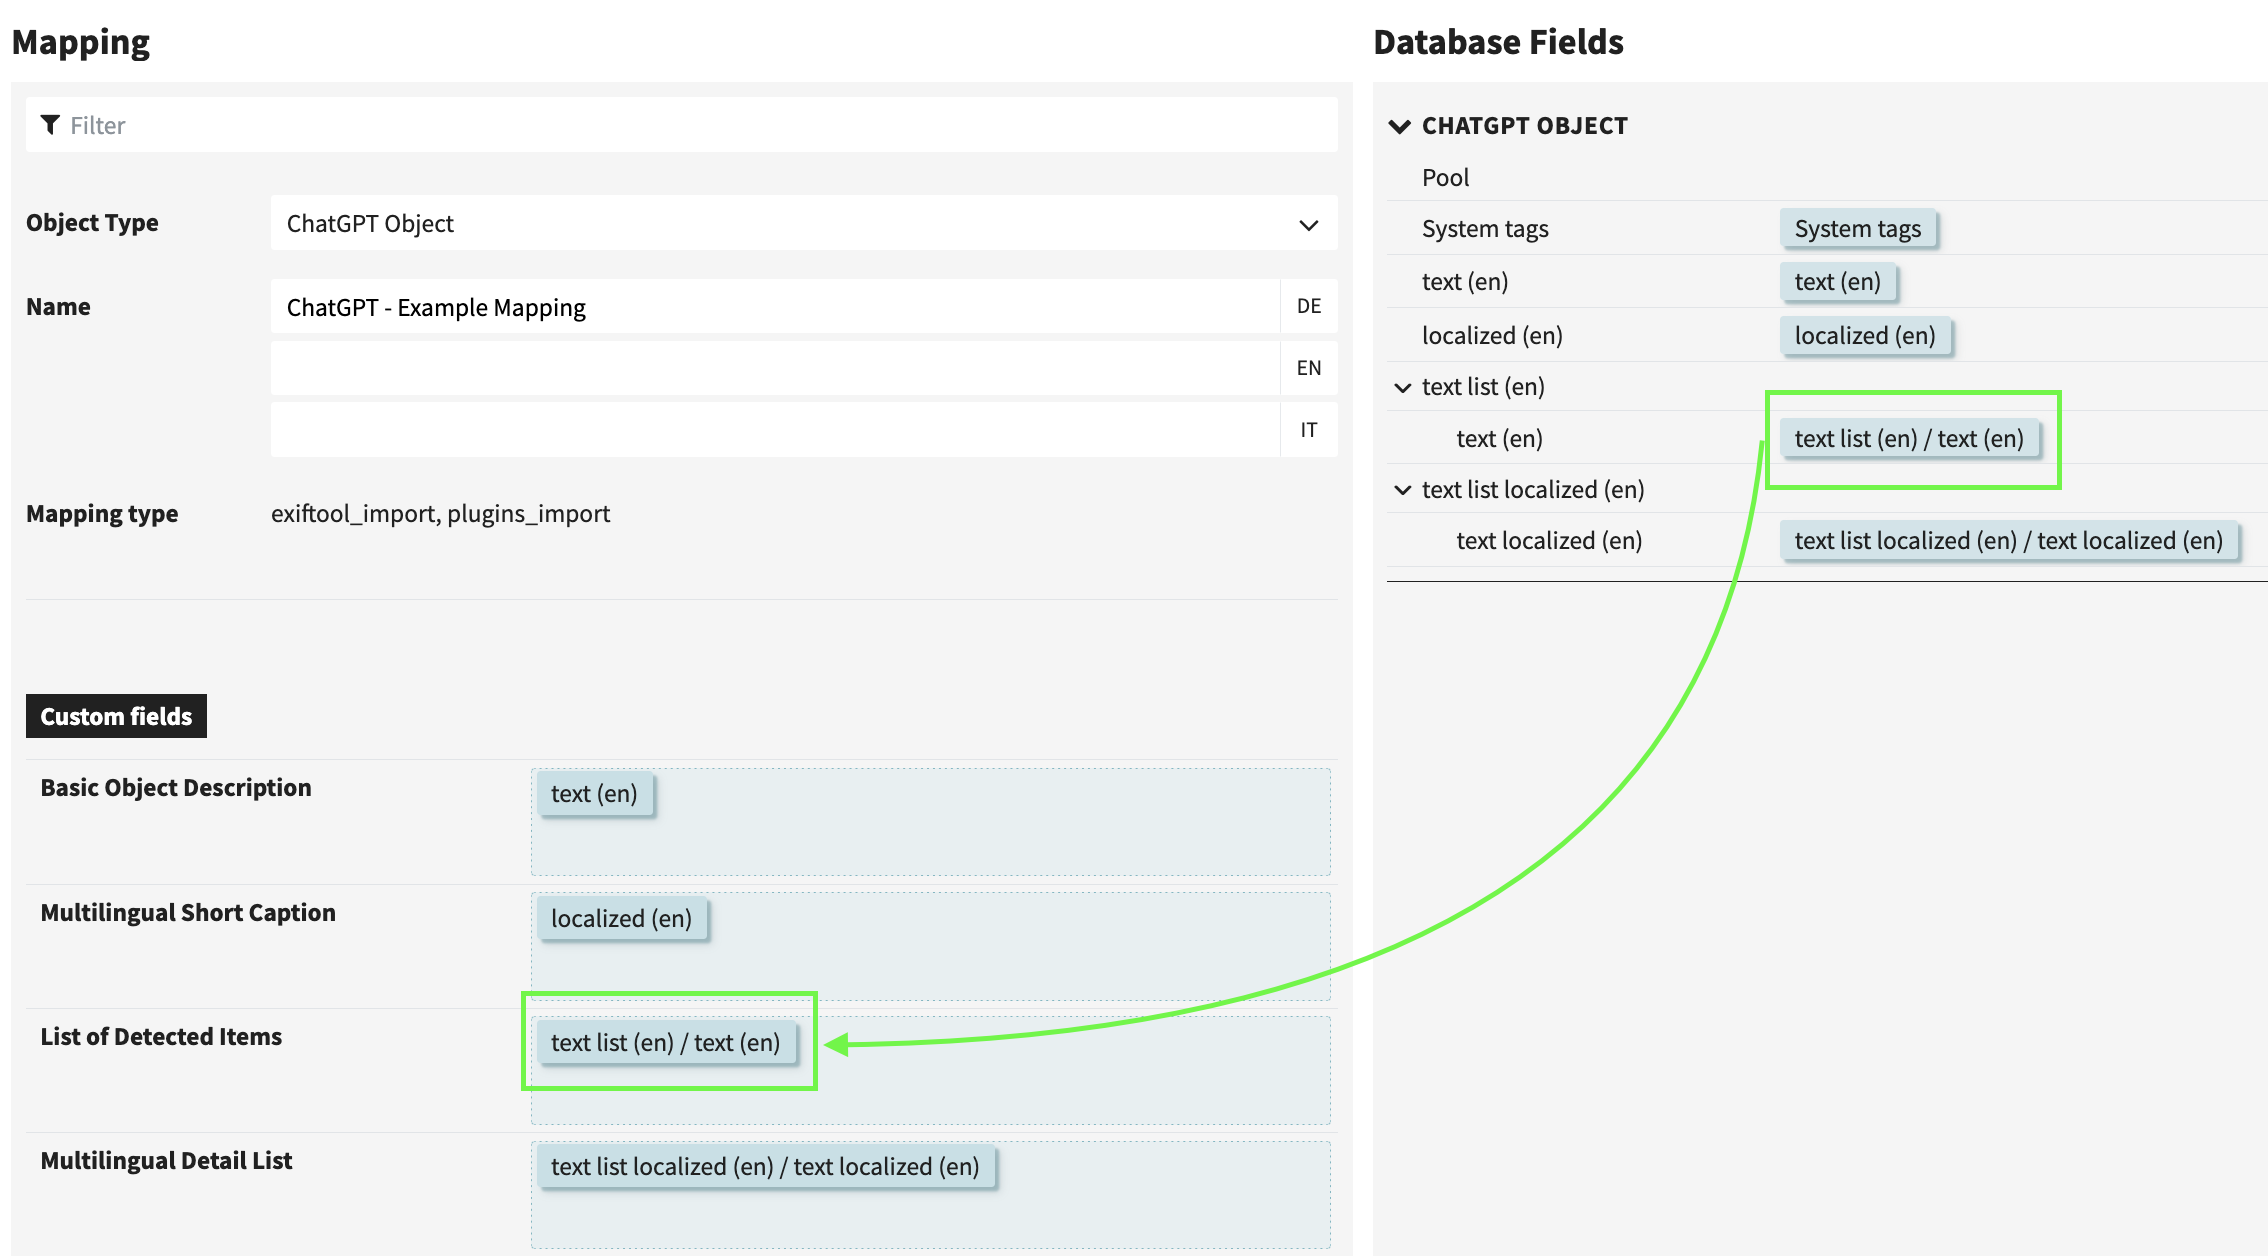 Mapping
Filter
Object Type
ChatGPT Object
Name
ChatGPT - Example Mapping
DE
EN
IT
Mapping type
exiftool_import, plugins_import
Custom fields
Basic Object Description
text (en)
Multilingual Short Caption
localized (en)
List of Detected Items
text list (en) / text (en)
Multilingual Detail List
text list localized (en) / text localized (en)
Database Fields
CHATGPT OBJECT
Pool
System tags
System tags
text (en)
text (en)
localized (en)
localized (en)
text list (en)
text (en)
text list (en) / text (en)
text list localized (en)
text localized (en)
text list localized (en) / text localized (en)